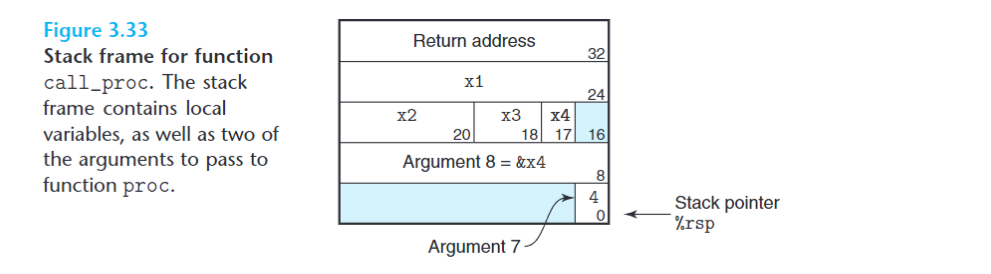 Figure 3.33
Stack frame for function
call_proc. The stack
frame contains local
variables, as well as two of
the arguments to pass to
function proc.
Return address
32
x1
24
x2 x3 x4
20 18 17 16
Argument 8 = &x4
8
4
0
Stack pointer
%rsp
Argument 7